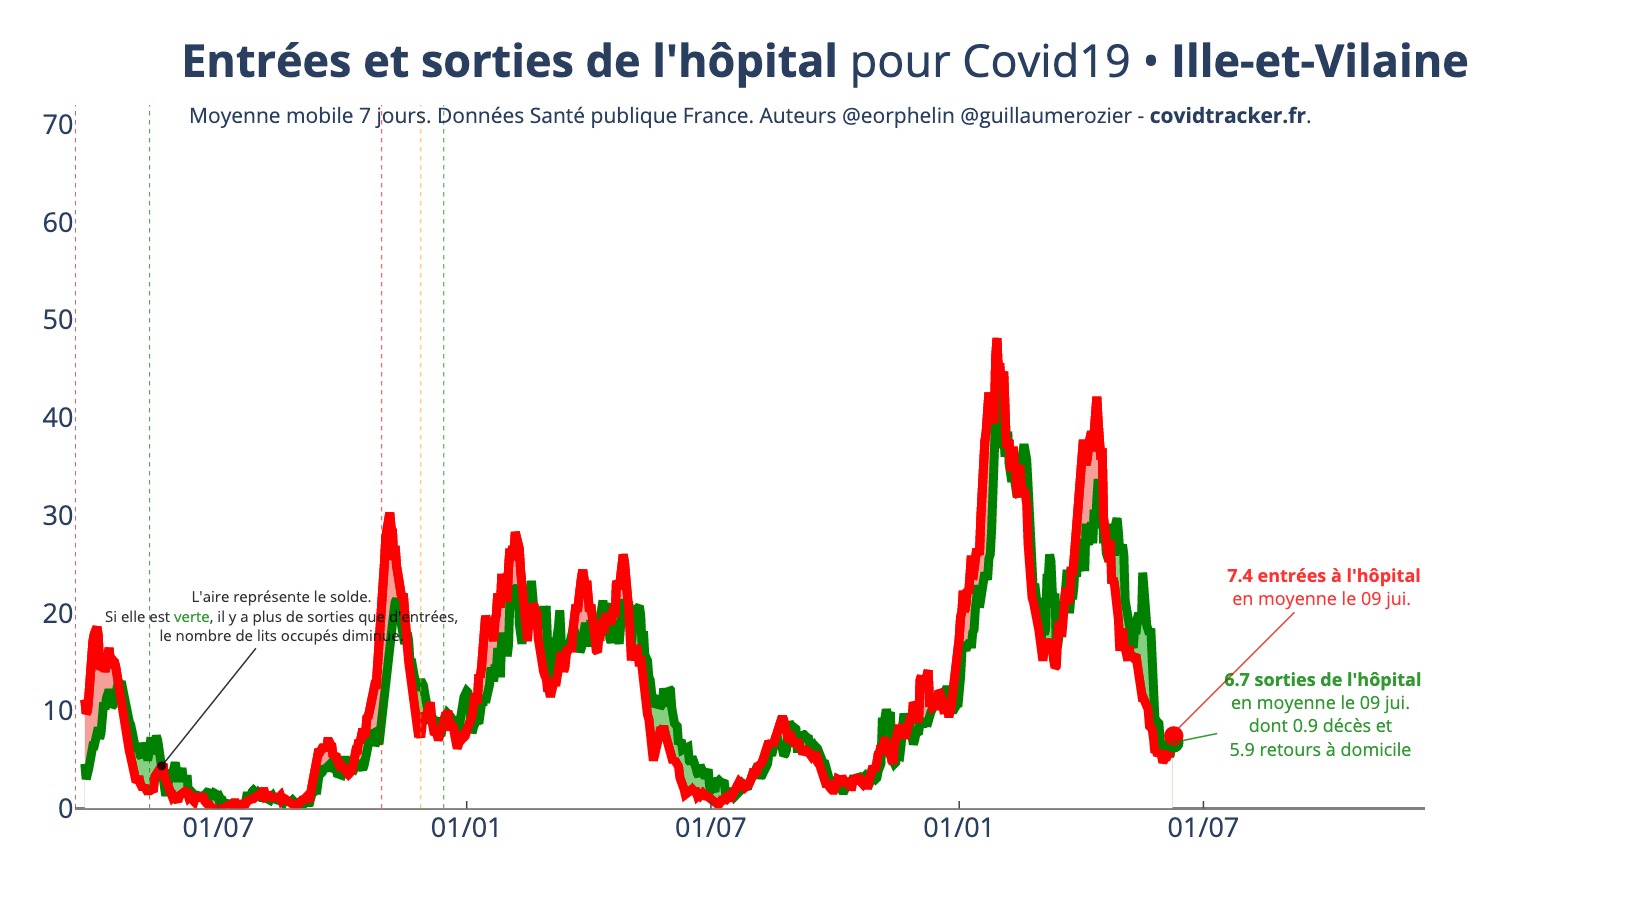 Entrées et sorties de l'hôpital pour Covid19 • Ille-et-Vilaine
Moyenne mobile 7 jours. Données Santé publique France. Auteurs @eorphelin @guillaumerozier - covidtracker.fr.
70
60
50
40
30
20
10
0
L'aire représente le solde.
Si elle est verte, il y a plus de sorties que d'entrées,
le nombre de lits occupés diminue.
7.4 entrées à l'hôpital
en moyenne le 09 jui.
6.7 sorties de l'hôpital
en moyenne le 09 jui.
dont 0.9 décès et
5.9 retours à domicile
01/07
01/01
01/07
01/01
01/07